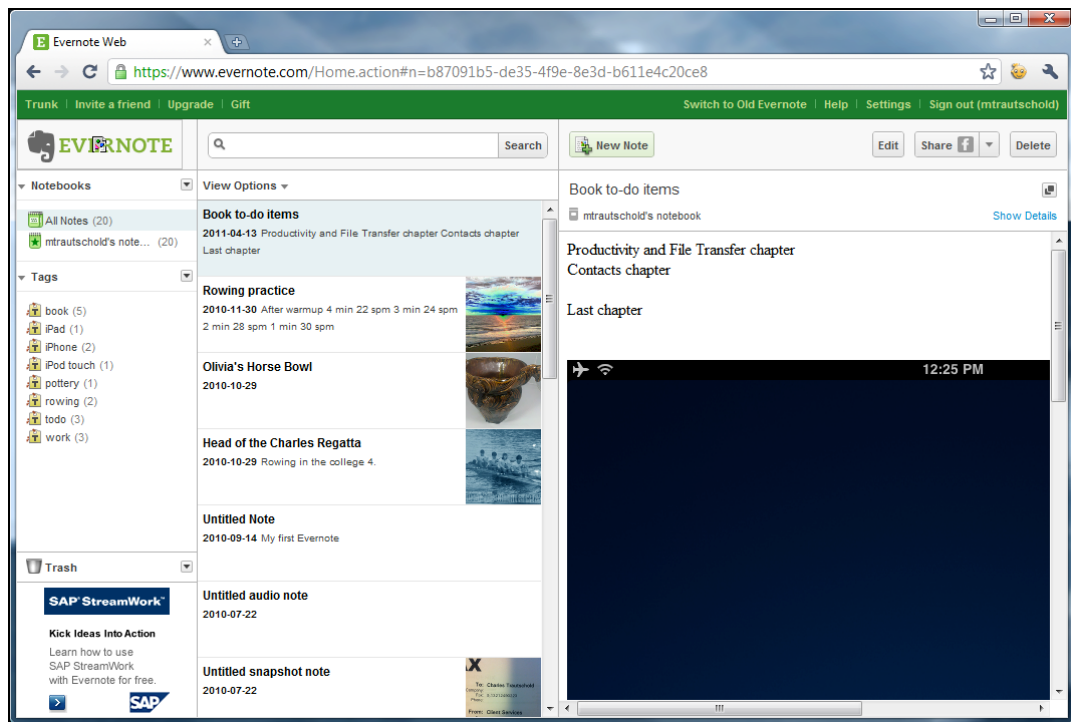 Evernote Web
https://www.evernote.com/Home.action#n=b87091b5-de35-4f9e-8e3d-b611e4c20ce8
Trunk | Invite a friend | Upgrade | Gift
Switch to Old Evernote | Help | Settings | Sign out (mtrautschold)
EVERNOTE
Search
New Note
Edit
Share
Delete
Notebooks
All Notes (20)
mtrautschold's note... (20)
Tags
book (5)
iPad (1)
iPhone (2)
iPod touch (1)
pottery (1)
rowing (2)
todo (3)
work (3)
Trash
SAP StreamWork™
Kick Ideas Into Action
Learn how to use
SAP StreamWork
with Evernote for free.
SAP
View Options
Book to-do items
2011-04-13 Productivity and File Transfer chapter Contacts chapter
Last chapter
Rowing practice
2010-11-30 After warmup 4 min 22 spm 3 min 24 spm
2 min 28 spm 1 min 30 spm
Olivia's Horse Bowl
2010-10-29
Head of the Charles Regatta
2010-10-29 Rowing in the college 4.
Untitled Note
2010-09-14 My first Evernote
Untitled audio note
2010-07-22
Untitled snapshot note
2010-07-22
AX
To: Charles Trautschold
From: Client Services
Book to-do items
mtrautschold's notebook
Show Details
Productivity and File Transfer chapter
Contacts chapter
Last chapter
12:25 PM